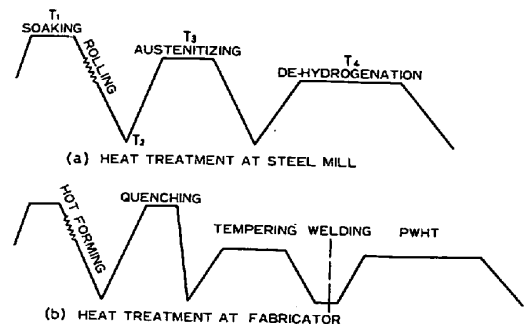 T₁
SOAKING
ROLLING
T₂
T₃
AUSTENITIZING
T₄
DE-HYDROGENATION
(a) HEAT TREATMENT AT STEEL MILL
HOT FORMING
QUENCHING
TEMPERING
WELDING
PWHT
(b) HEAT TREATMENT AT FABRICATOR